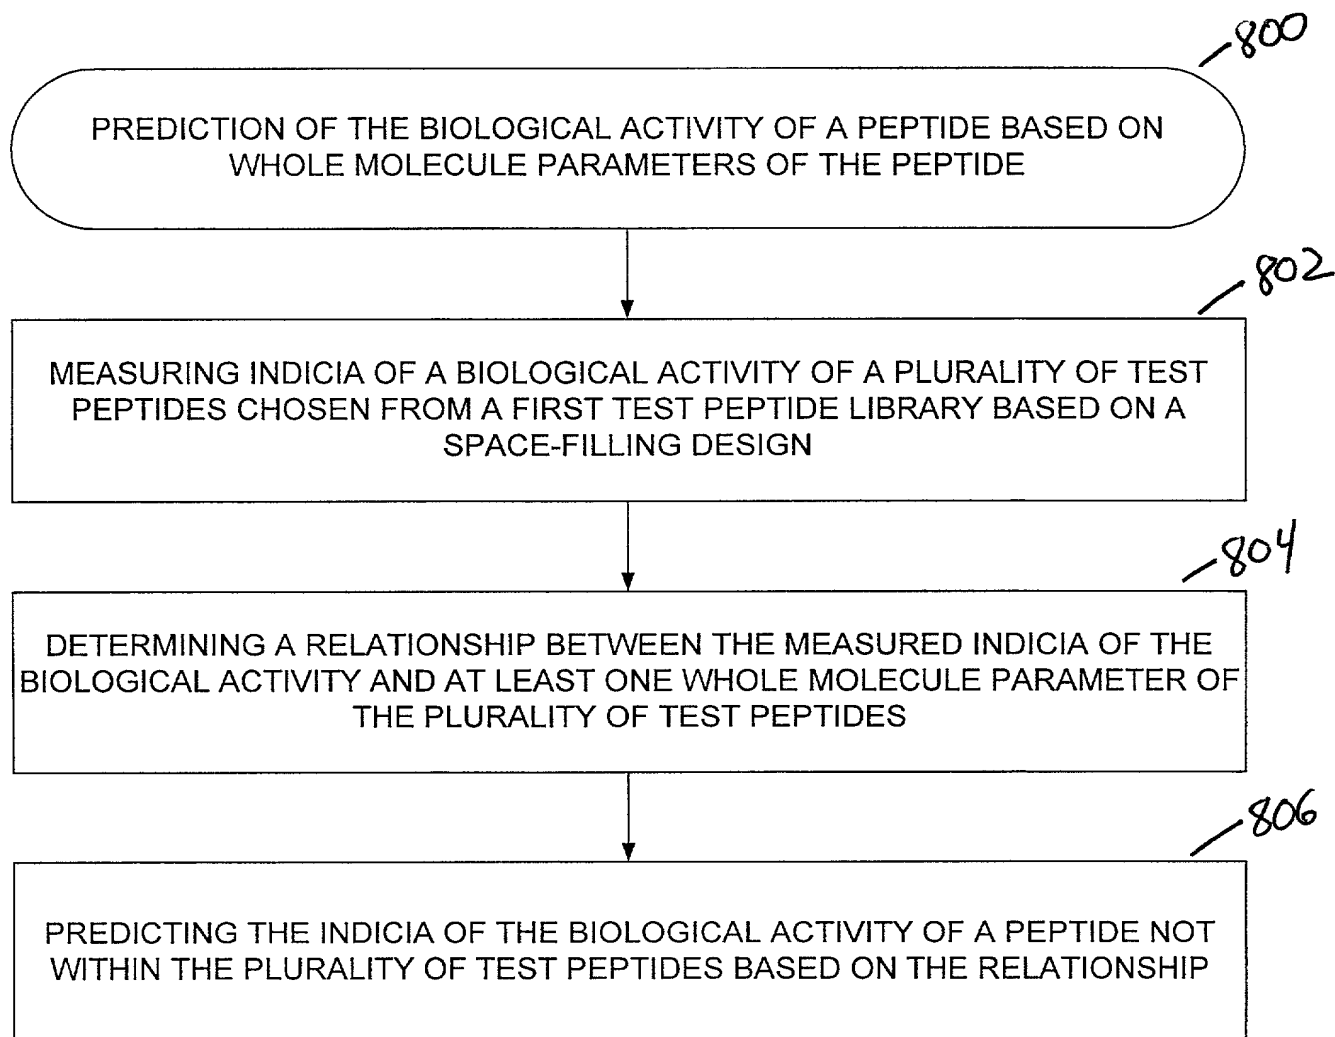 800
PREDICTION OF THE BIOLOGICAL ACTIVITY OF A PEPTIDE BASED ON
WHOLE MOLECULE PARAMETERS OF THE PEPTIDE
802
MEASURING INDICIA OF A BIOLOGICAL ACTIVITY OF A PLURALITY OF TEST
PEPTIDES CHOSEN FROM A FIRST TEST PEPTIDE LIBRARY BASED ON A
SPACE-FILLING DESIGN
804
DETERMINING A RELATIONSHIP BETWEEN THE MEASURED INDICIA OF THE
BIOLOGICAL ACTIVITY AND AT LEAST ONE WHOLE MOLECULE PARAMETER OF
THE PLURALITY OF TEST PEPTIDES
806
PREDICTING THE INDICIA OF THE BIOLOGICAL ACTIVITY OF A PEPTIDE NOT
WITHIN THE PLURALITY OF TEST PEPTIDES BASED ON THE RELATIONSHIP